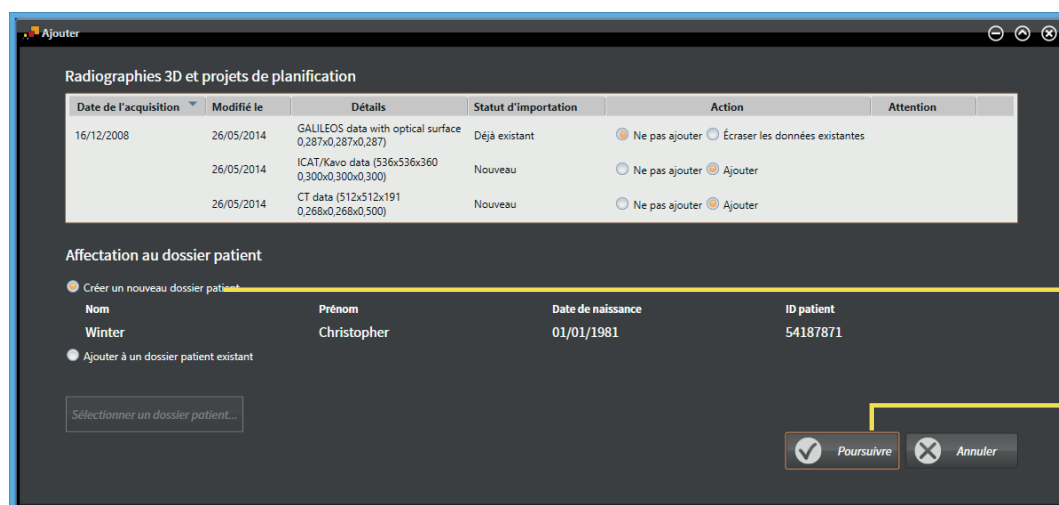 Ajouter
Radiographies 3D et projets de planification
Date de l'acquisition Modifié le Détails Statut d'importation Action Attention
16/12/2008 26/05/2014 GALILEOS data with optical surface 0,287x0,287x0,287) Déjà existant Ne pas ajouter Écraser les données existantes
26/05/2014 ICAT/Kavo data (536x536x360 0,300x0,300x0,300) Nouveau Ne pas ajouter Ajouter
26/05/2014 CT data (512x512x191 0,268x0,268x0,500) Nouveau Ne pas ajouter Ajouter
Affectation au dossier patient
Créer un nouveau dossier patient
Nom Prénom Date de naissance ID patient
Winter Christopher 01/01/1981 54187871
Ajouter à un dossier patient existant
Sélectionner un dossier patient...
Poursuivre Annuler